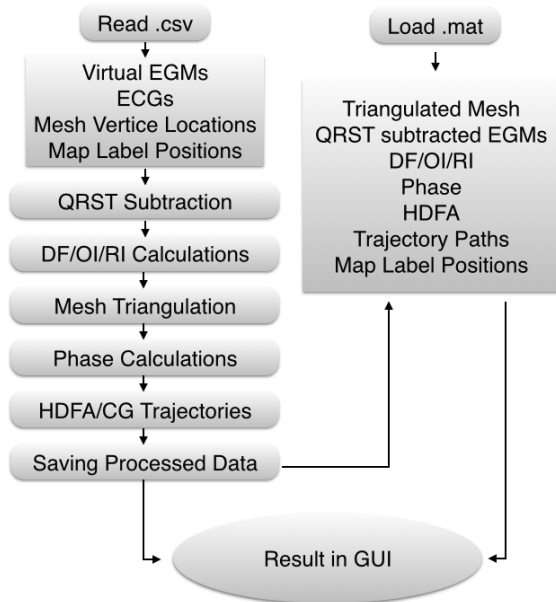 Read .csv
Virtual EGMs
ECGs
Mesh Vertice Locations
Map Label Positions
QRST Subtraction
DF/OI/RI Calculations
Mesh Triangulation
Phase Calculations
HDFA/CG Trajectories
Saving Processed Data
Load .mat
Triangulated Mesh
QRST subtracted EGMs
DF/OI/RI
Phase
HDFA
Trajectory Paths
Map Label Positions
Result in GUI